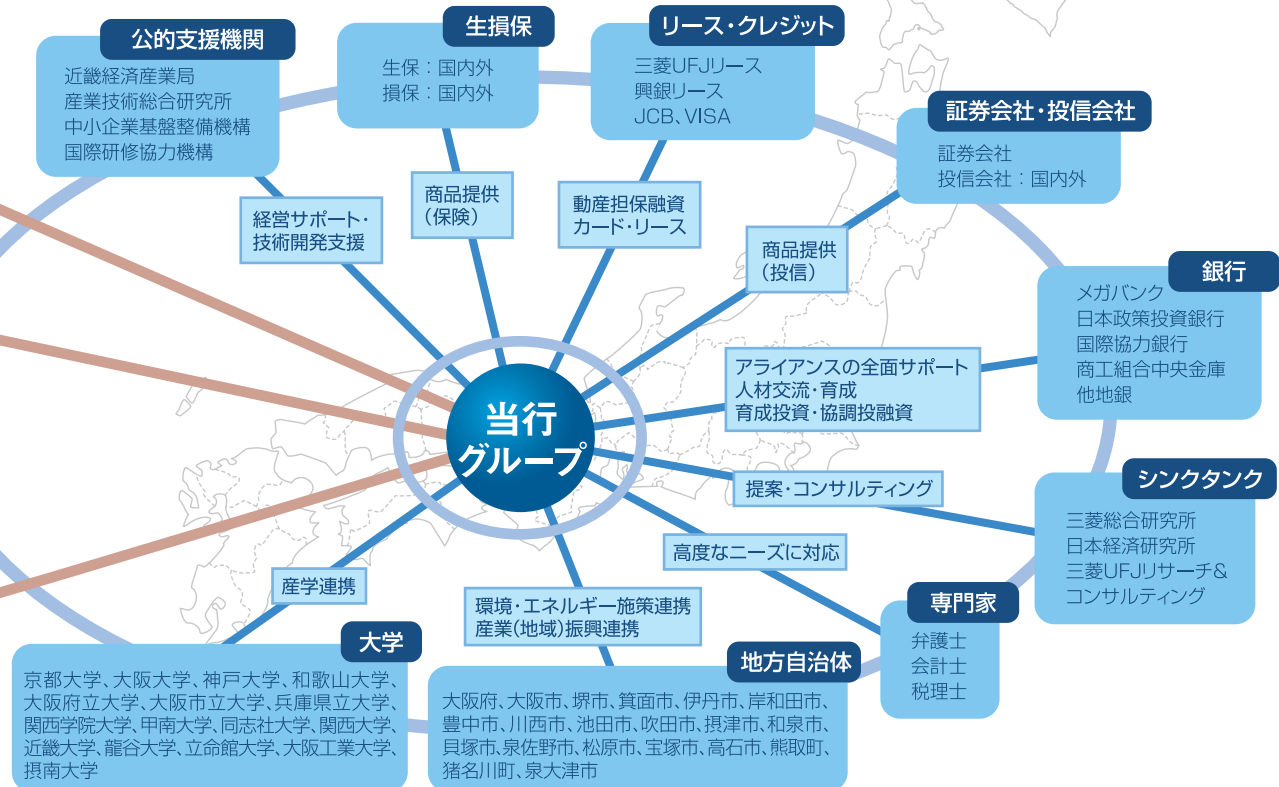 公的支援機関
近畿経済産業局
産業技術総合研究所
中小企業基盤整備機構
国際研修協力機構
生損保
生保：国内外
損保：国内外
リース・クレジット
三菱UFJリース
興銀リース
JCB、VISA
証券会社・投信会社
証券会社
投信会社：国内外
経営サポート・
技術開発支援
商品提供
（保険）
動産担保融資
カード・リース
商品提供
（投信）
銀行
メガバンク
日本政策投資銀行
国際協力銀行
商工組合中央金庫
他地銀
アライアンスの全面サポート
人材交流・育成
育成投資・協調投融資
当行
グループ
提案・コンサルティング
シンクタンク
三菱総合研究所
日本経済研究所
三菱UFJリサーチ&
コンサルティング
高度なニーズに対応
専門家
弁護士
会計士
税理士
産学連携
環境・エネルギー施策連携
産業(地域)振興連携
大学
京都大学、大阪大学、神戸大学、和歌山大学、
大阪府立大学、大阪市立大学、兵庫県立大学、
関西学院大学、甲南大学、同志社大学、関西大学、
近畿大学、龍谷大学、立命館大学、大阪工業大学、
摂南大学
地方自治体
大阪府、大阪市、堺市、箕面市、伊丹市、岸和田市、
豊中市、川西市、池田市、吹田市、摂津市、和泉市、
貝塚市、泉佐野市、松原市、宝塚市、高石市、熊取町、
猪名川町、泉大津市